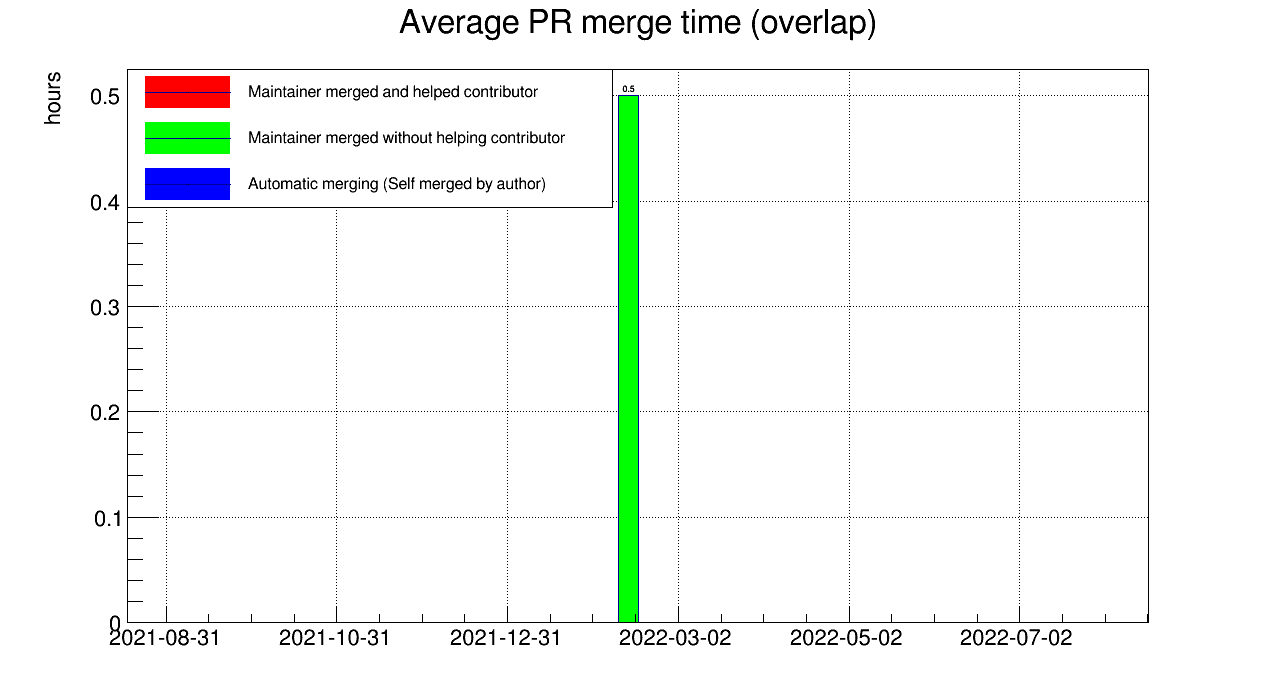 Average PR merge time (overlap)
hours
Maintainer merged and helped contributor
Maintainer merged without helping contributor
Automatic merging (Self merged by author)
0.5
0.5
0.4
0.3
0.2
0.1
0
2021-08-31 2021-10-31 2021-12-31 2022-03-02 2022-05-02 2022-07-02